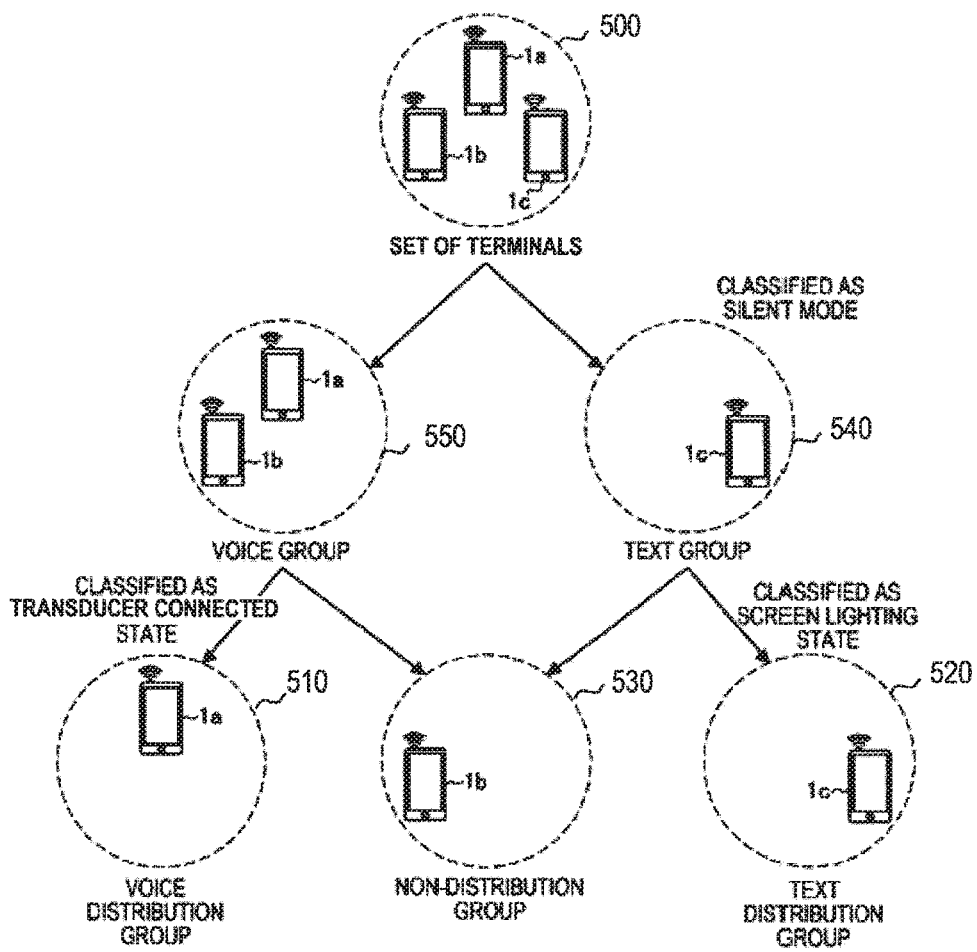 500
1a
1b
1c
SET OF TERMINALS
CLASSIFIED AS
SILENT MODE
1a
1b
550
1c
540
VOICE GROUP
TEXT GROUP
CLASSIFIED AS
TRANSDUCER CONNECTED
STATE
CLASSIFIED AS
SCREEN LIGHTING
STATE
1a
510
1b
530
1c
520
VOICE
DISTRIBUTION
GROUP
NON-DISTRIBUTION
GROUP
TEXT
DISTRIBUTION
GROUP